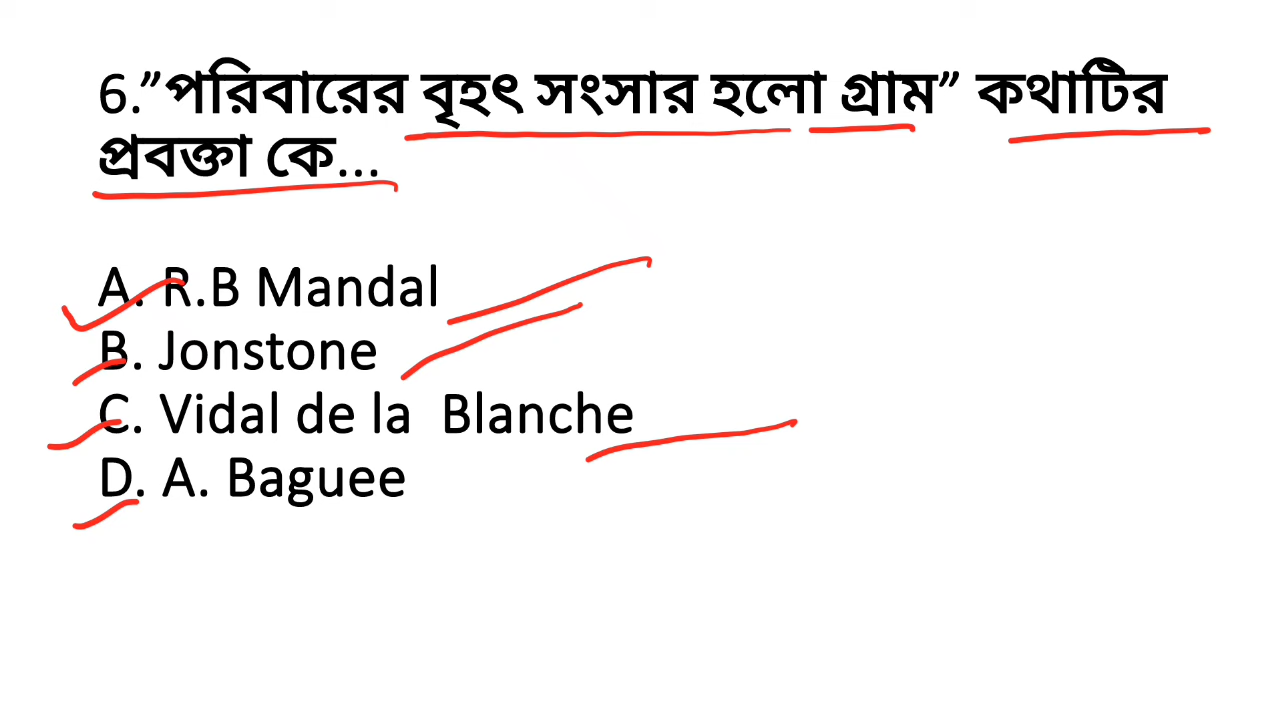 6.”পরিবারের বৃহৎ সংসার হলো গ্রাম” কথাটির
প্রবক্তা কে...
A. R.B Mandal
B. Jonstone
C. Vidal de la Blanche
D. A. Baguee